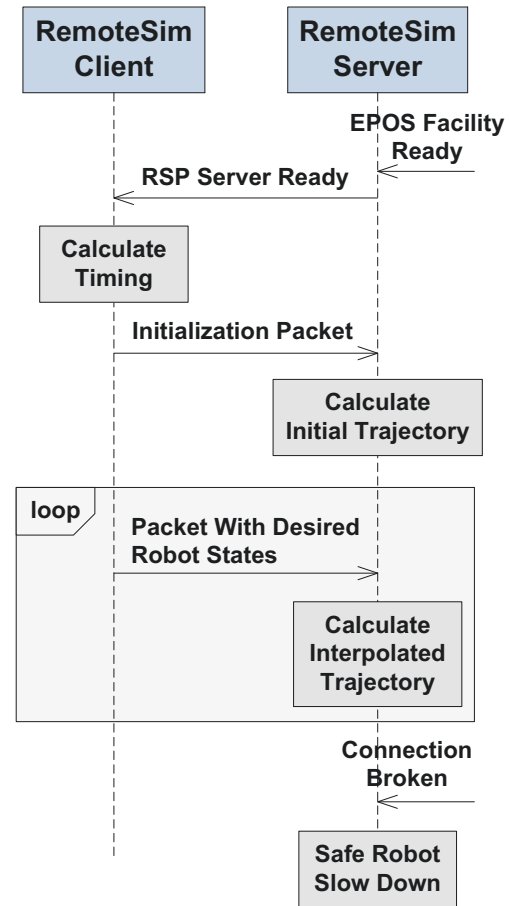 RemoteSim
Client
RemoteSim
Server
EPOS Facility
Ready
RSP Server Ready
Calculate
Timing
Initialization Packet
Calculate
Initial Trajectory
loop
Packet With Desired
Robot States
Calculate
Interpolated
Trajectory
Connection
Broken
Safe Robot
Slow Down